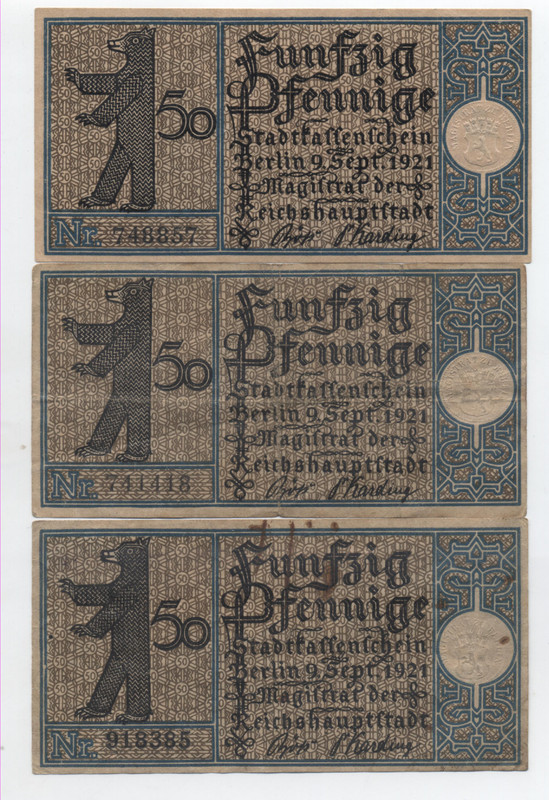 50
Funfzig
Pfennige
Stadtkassenschein
Berlin 9. Sept. 1921
Magistrat der
Reichshauptstadt
Nr. 748857
50
Funfzig
Pfennige
Stadtkassenschein
Berlin 9. Sept. 1921
Magistrat der
Reichshauptstadt
Nr. 741418
50
Funfzig
Pfennige
Stadtkassenschein
Berlin 9. Sept. 1921
Magistrat der
Reichshauptstadt
Nr. 918385